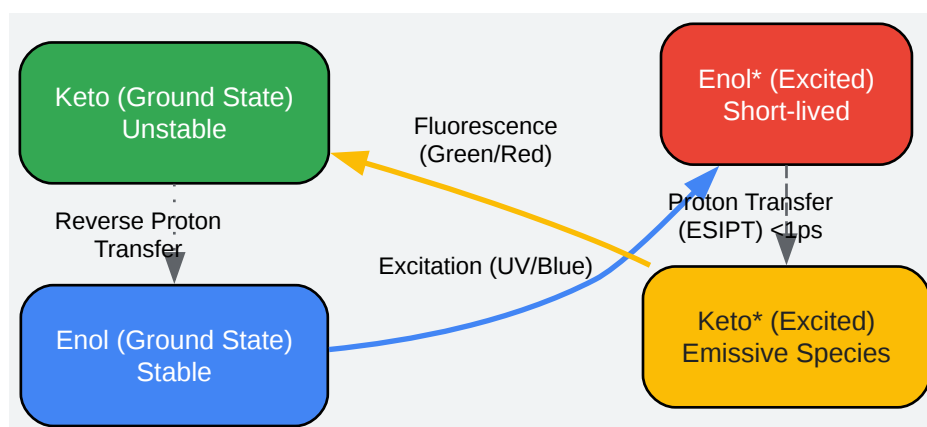 Keto (Ground State)
Unstable
Enol* (Excited)
Short-lived
Fluorescence
(Green/Red)
Reverse Proton
Transfer
Proton Transfer
(ESIPT) <1ps
Excitation (UV/Blue)
Enol (Ground State)
Stable
Keto* (Excited)
Emissive Species